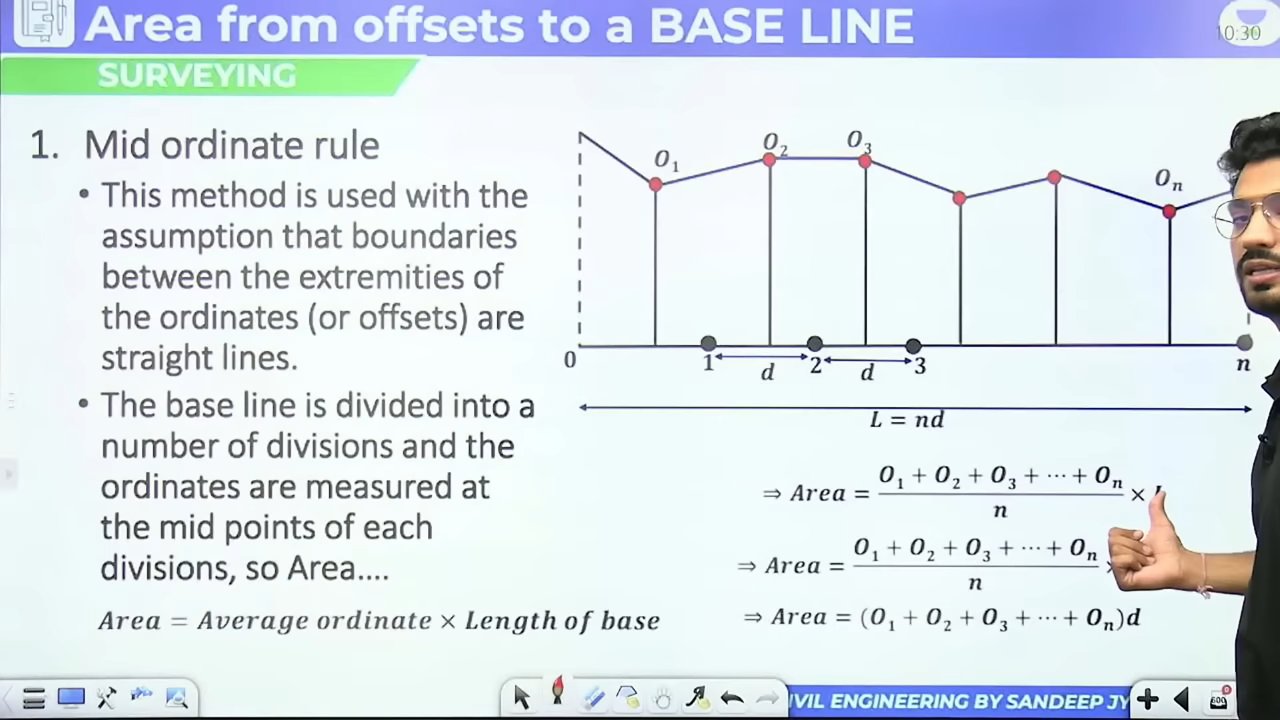 Area from offsets to a BASE LINE
10:30
SURVEYING
1. Mid ordinate rule
• This method is used with the
assumption that boundaries
between the extremities of
the ordinates (or offsets) are
straight lines.
• The base line is divided into a
number of divisions and the
ordinates are measured at
the mid points of each
divisions, so Area....
Area = Average ordinate × Length of base
O₁ O₂ O₃ Oₙ
0 1 d 2 d 3 n
L = nd
⇒ Area = (O₁ + O₂ + O₃ + ⋯ + Oₙ)/n ×
⇒ Area = (O₁ + O₂ + O₃ + ⋯ + Oₙ)/n
⇒ Area = (O₁ + O₂ + O₃ + ⋯ + Oₙ)d
IVIL ENGINEERING BY SANDEEP JY
600